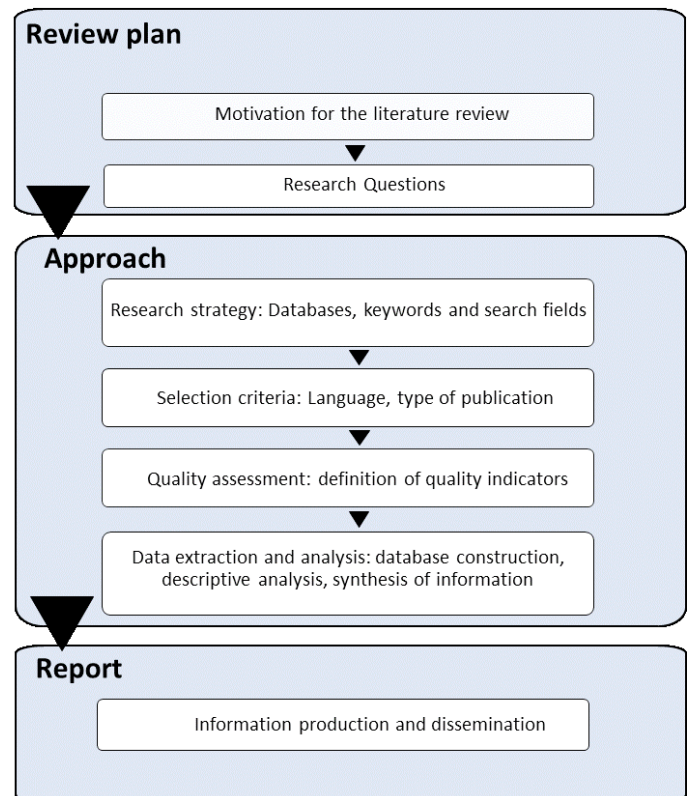 Review plan
Motivation for the literature review
Research Questions
Approach
Research strategy: Databases, keywords and search fields
Selection criteria: Language, type of publication
Quality assessment: definition of quality indicators
Data extraction and analysis: database construction,
descriptive analysis, synthesis of information
Report
Information production and dissemination